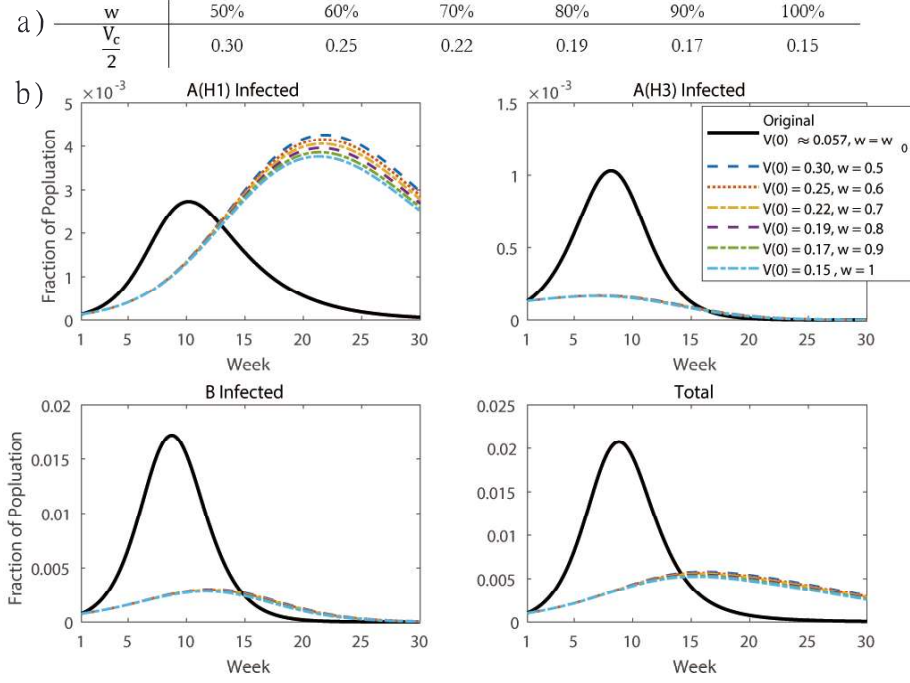 a) w 50% 60% 70% 80% 90% 100%
V_c/2 0.30 0.25 0.22 0.19 0.17 0.15
b)
A(H1) Infected
×10⁻³
Fraction of Popluation
5
4
3
2
1
0
1 5 10 15 20 25 30
Week
A(H3) Infected
×10⁻³
1.5
1
0.5
0
1 5 10 15 20 25 30
Week
Original
V(0) ≈ 0.057, w = w₀
V(0) = 0.30, w = 0.5
V(0) = 0.25, w = 0.6
V(0) = 0.22, w = 0.7
V(0) = 0.19, w = 0.8
V(0) = 0.17, w = 0.9
V(0) = 0.15 , w = 1
B Infected
Fraction of Popluation
0.02
0.015
0.01
0.005
0
1 5 10 15 20 25 30
Week
Total
0.025
0.02
0.015
0.01
0.005
0
1 5 10 15 20 25 30
Week